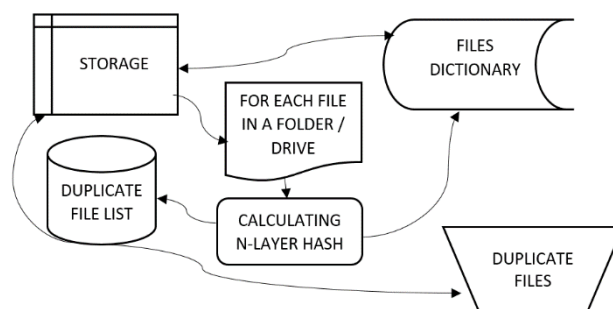 STORAGE
FILES
DICTIONARY
FOR EACH FILE
IN A FOLDER /
DRIVE
DUPLICATE
FILE LIST
CALCULATING
N-LAYER HASH
DUPLICATE
FILES